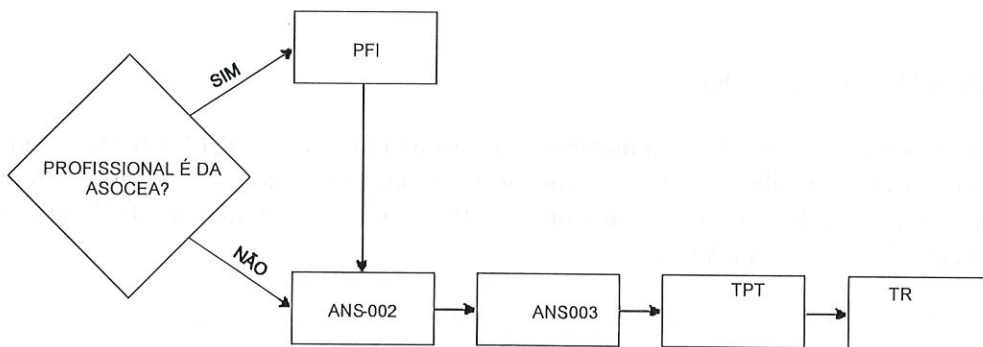 PFI
SIM
PROFISSIONAL É DA
ASOCEA?
NÃO
ANS-002
ANS003
TPT
TR